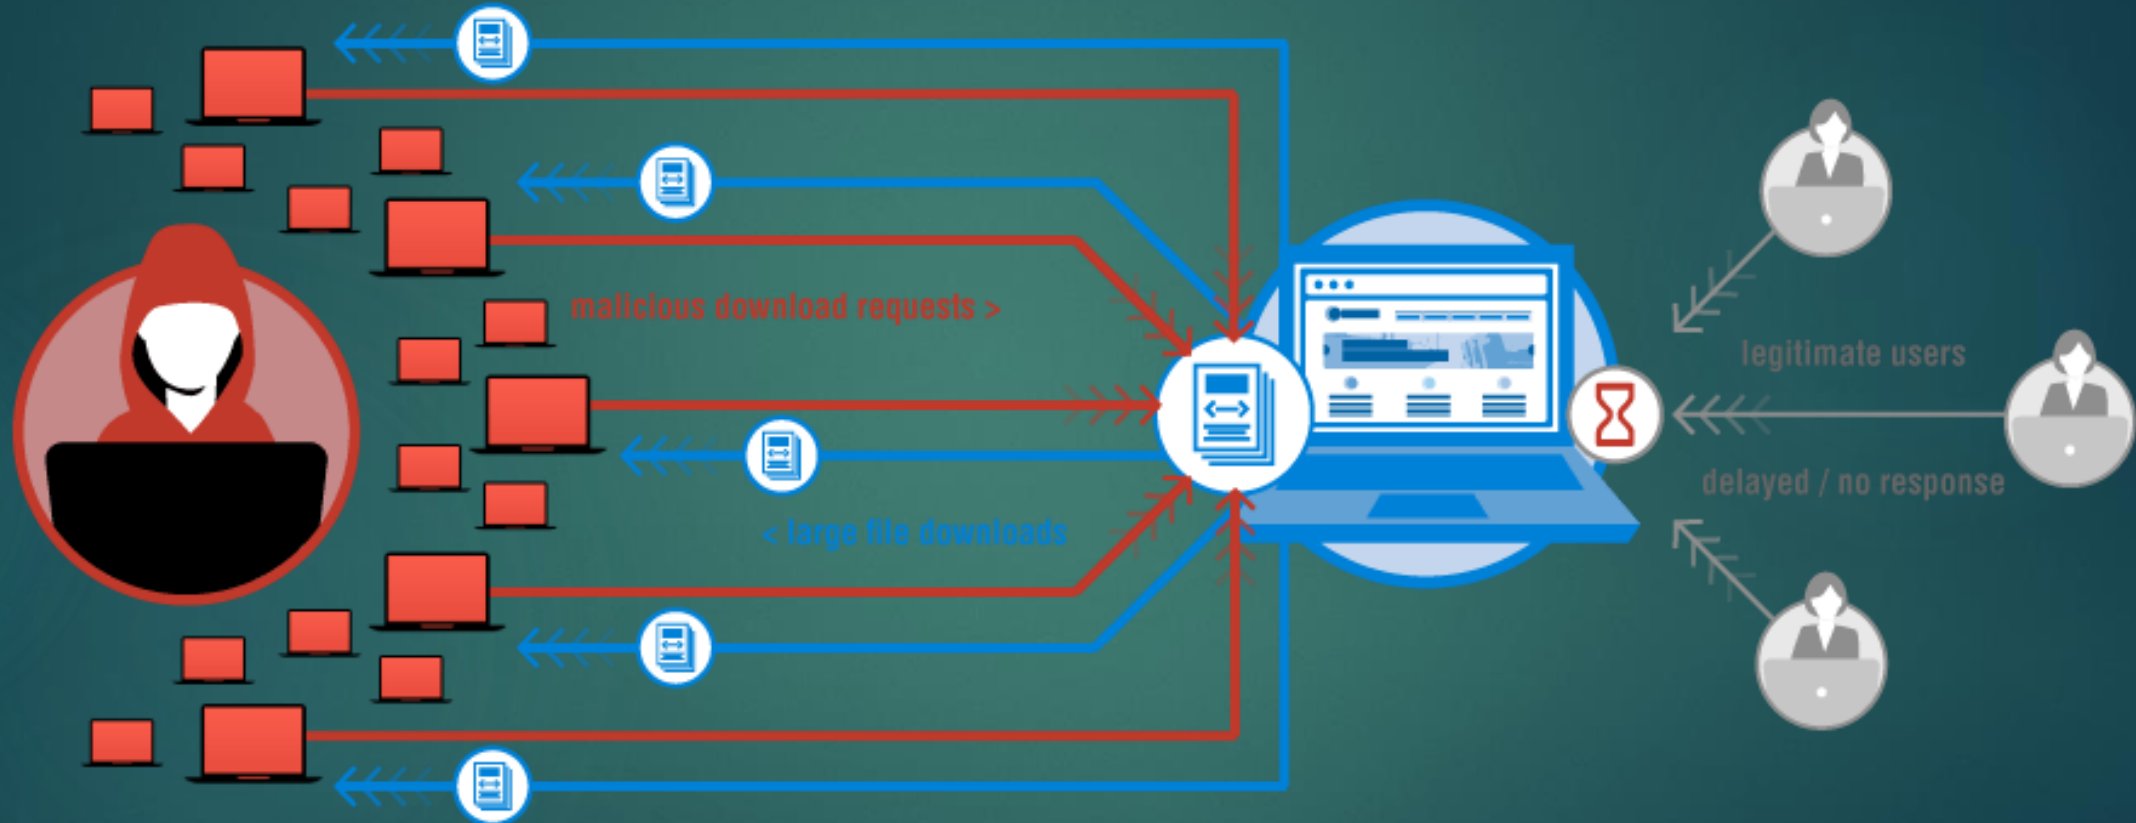 malicious download requests >
legitimate users
delayed / no response
< large file downloads